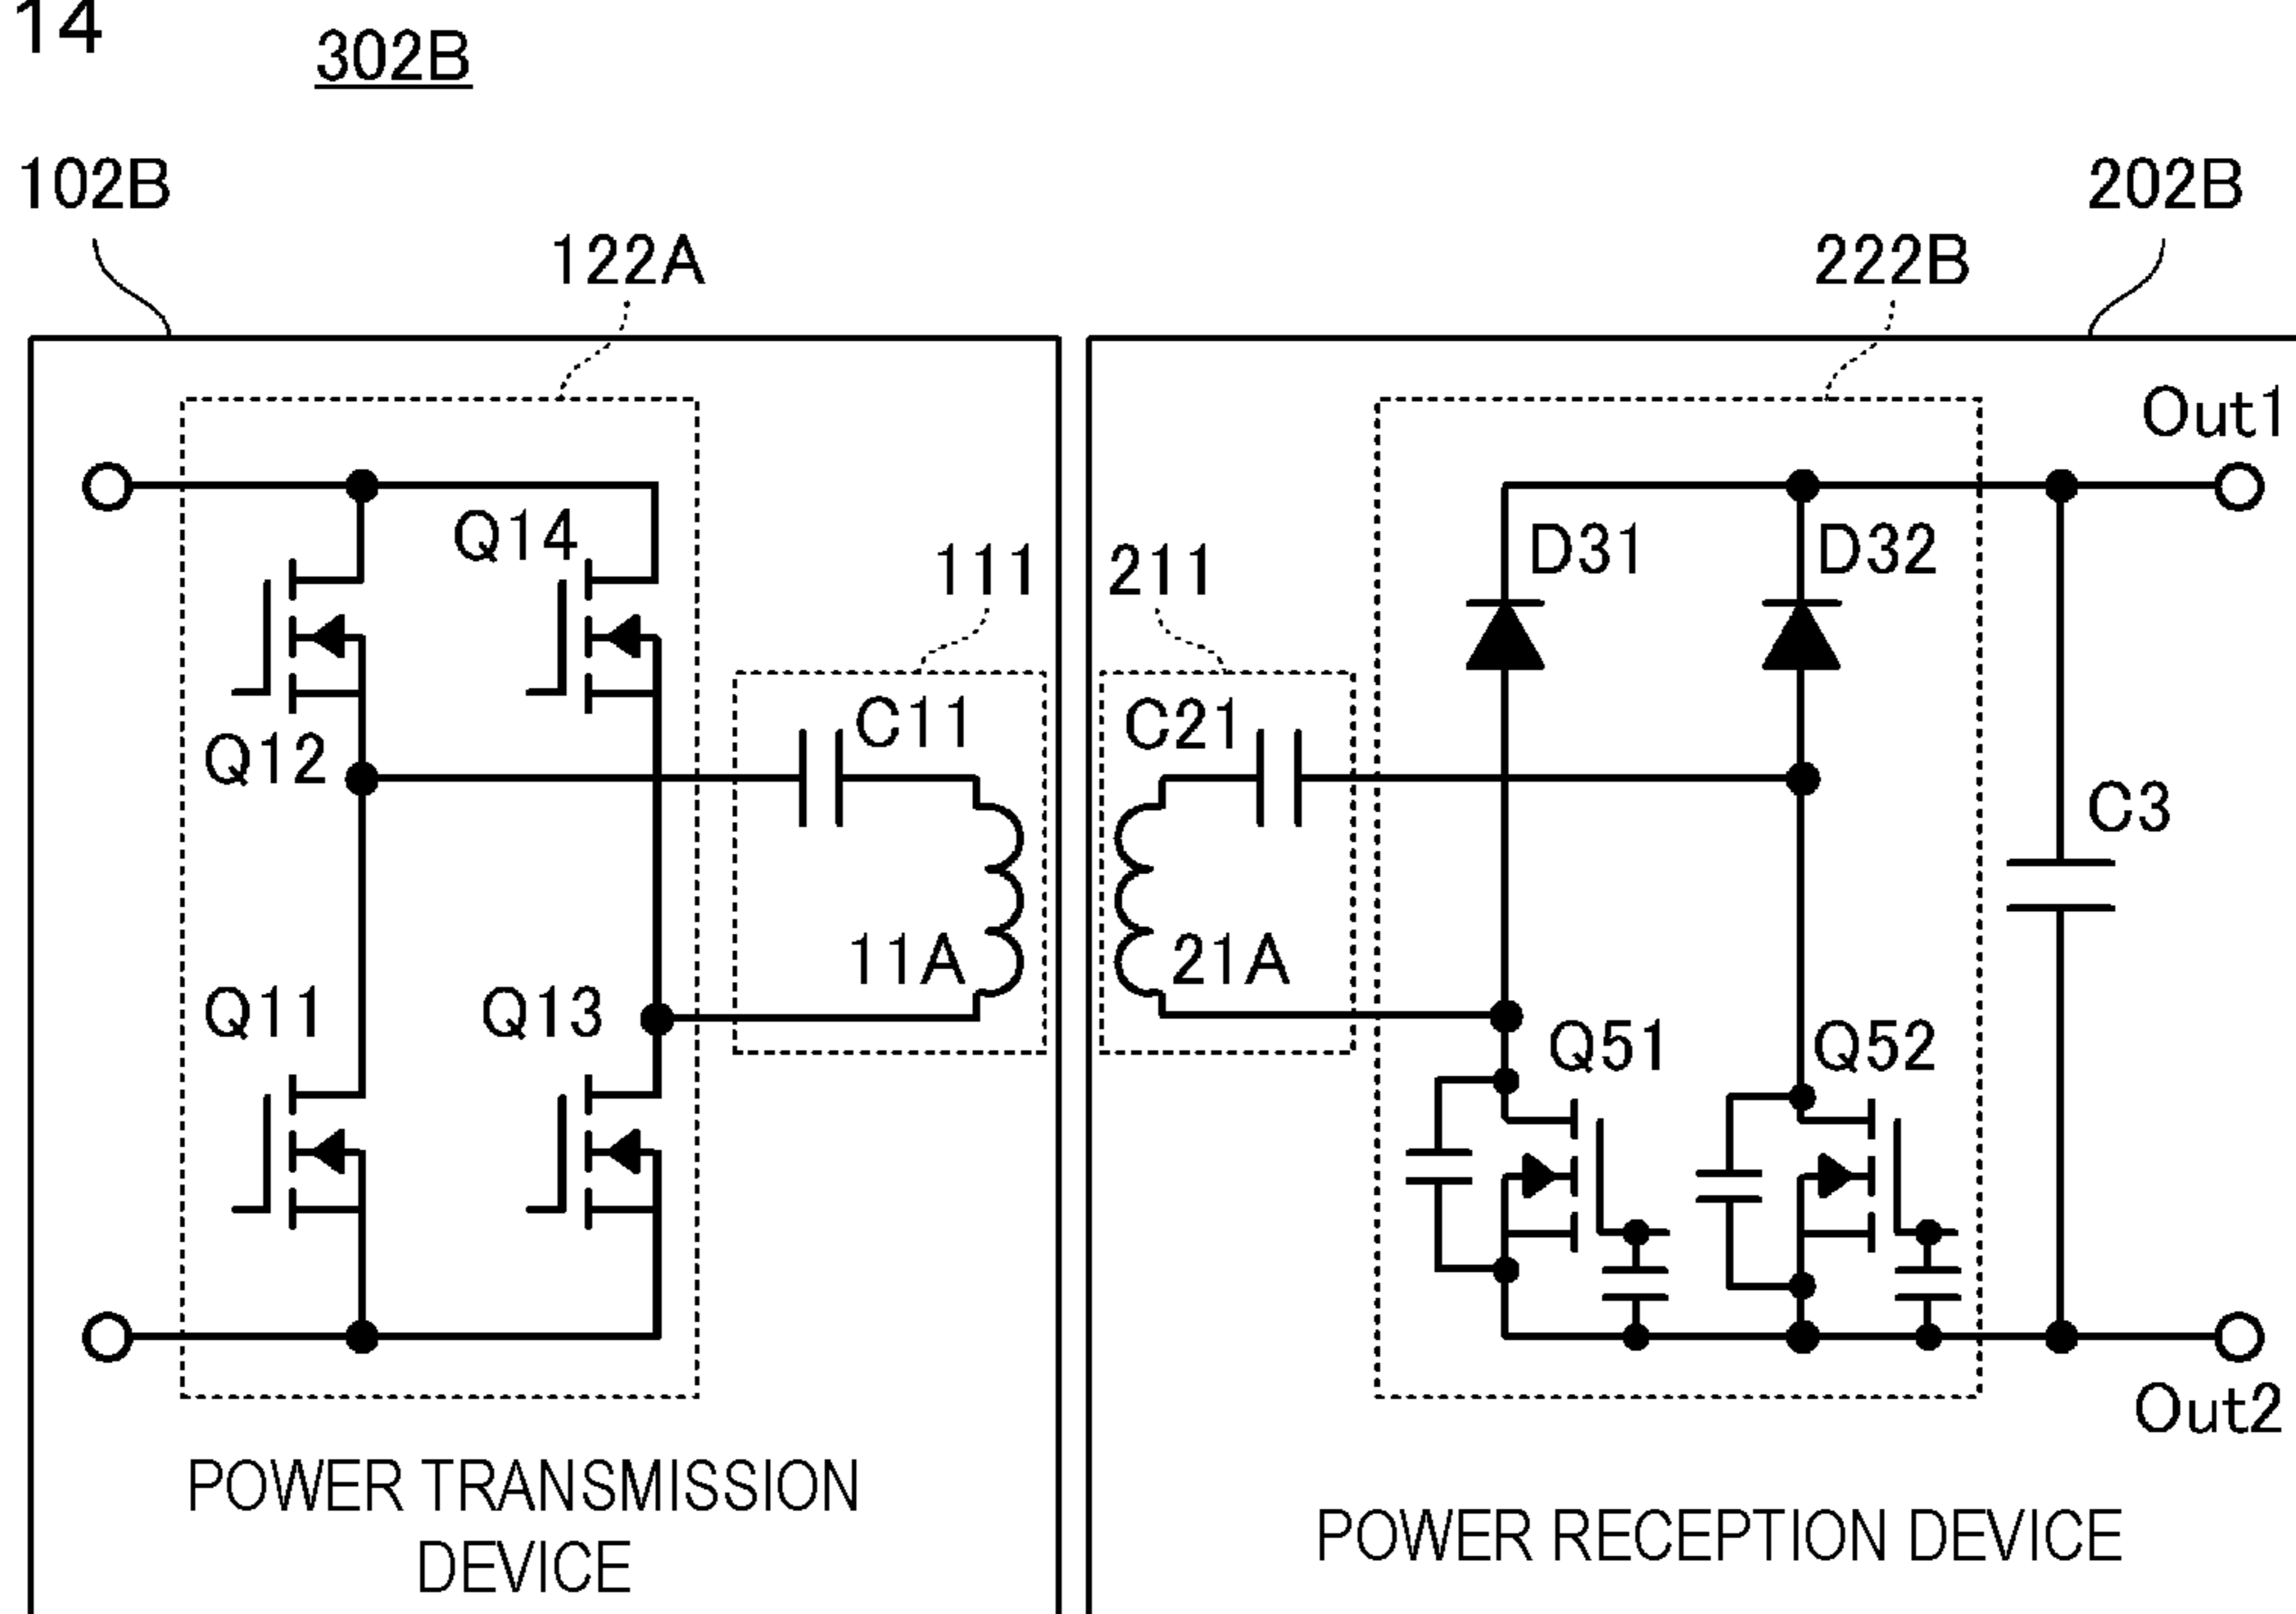 14
302B
102B
202B
122A
222B
Out1
Q14
D31
D32
111
211
C11
C21
Q12
C3
11A
21A
Q11
Q13
Q51
Q52
Out2
POWER TRANSMISSION
DEVICE
POWER RECEPTION DEVICE